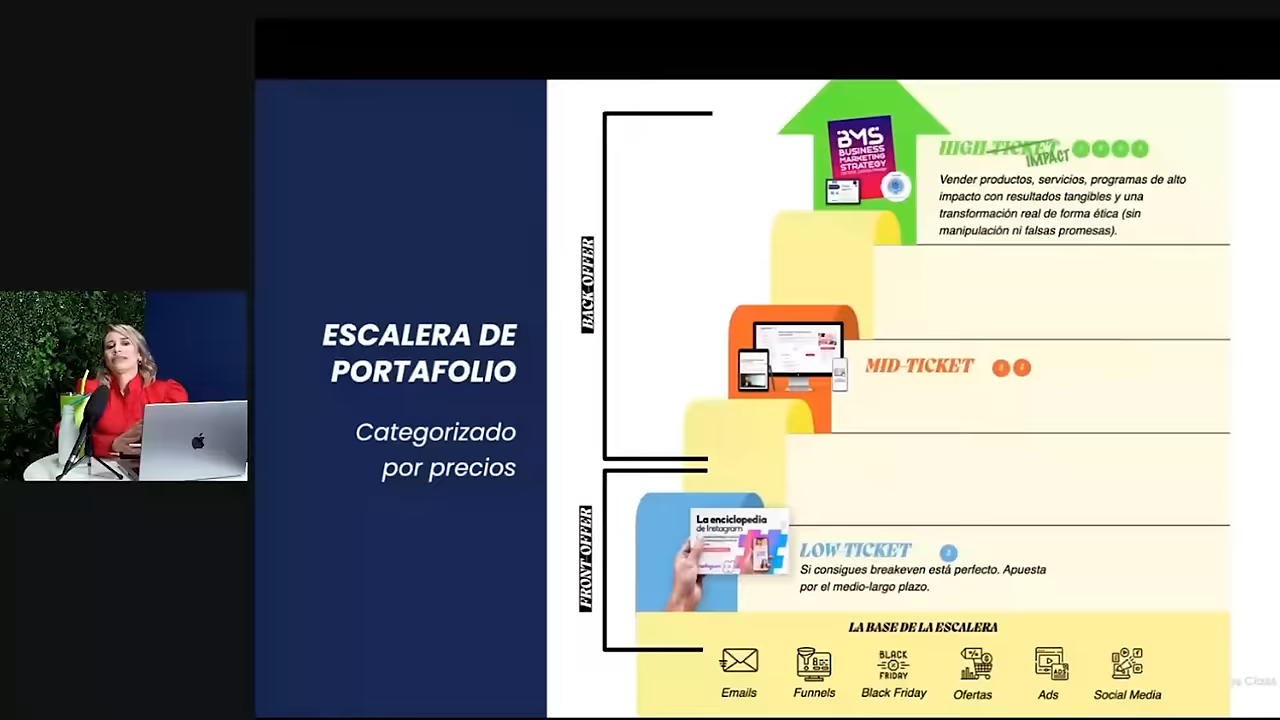 ESCALERA DE
PORTAFOLIO
Categorizado
por precios
BACK-OFFER
FRONT-OFFER
BMS
BUSINESS
MARKETING
STRATEGY
HIGH-TICKET
IMPACT
Vender productos, servicios, programas de alto
impacto con resultados tangibles y una
transformación real de forma ética (sin
manipulación ni falsas promesas).
MID-TICKET
La enciclopedia
de Instagram
LOW-TICKET
Si consigues breakeven está perfecto. Apuesta
por el medio-largo plazo.
LA BASE DE LA ESCALERA
BLACK
FRIDAY
Emails
Funnels
Black Friday
Ofertas
Ads
Social Media
Class